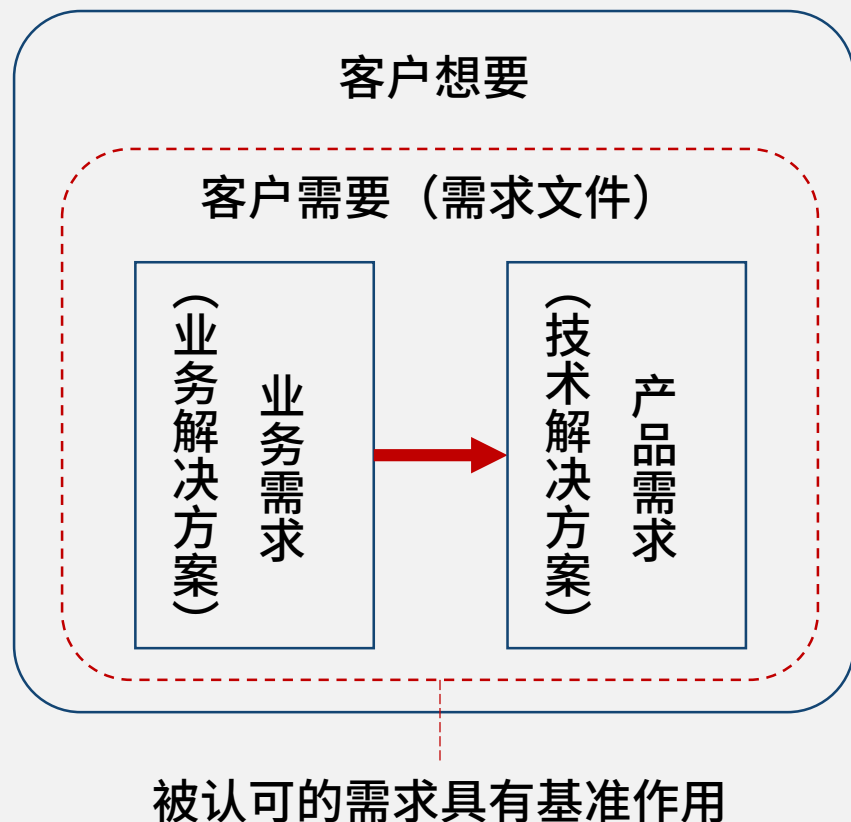 客户想要
客户需要（需求文件）
业务需求
（业务解决方案）
产品需求
（技术解决方案）
被认可的需求具有基准作用